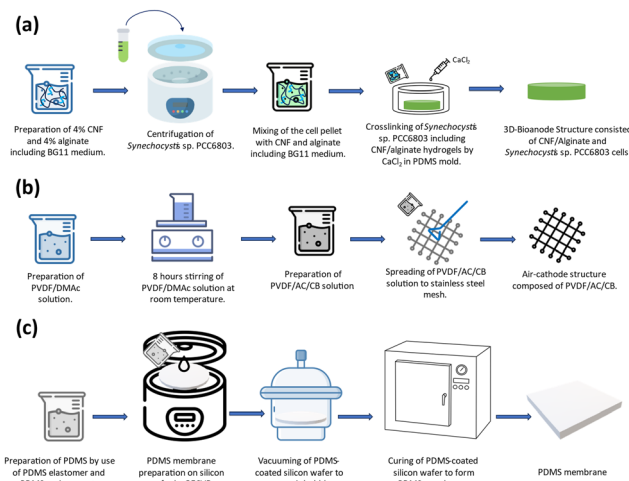 (a)
CaCl2
Preparation of 4% CNF
and 4% alginate
including BG11 medium.
Centrifugation of
Synechocystis sp. PCC6803.
Mixing of the cell pellet
with CNF and alginate
including BG11 medium.
Crosslinking of Synechocystis
sp. PCC6803 including
CNF/alginate hydrogels by
CaCl2 in PDMS mold.
3D-Bioanode Structure consisted
of CNF/Alginate and
Synechocystis sp. PCC6803 cells
(b)
Preparation of
PVDF/DMAc
solution.
8 hours stirring of
PVDF/DMAc solution at
room temperature.
Preparation of
PVDF/AC/CB solution
Spreading of PVDF/AC/CB
solution to stainless steel
mesh.
Air-cathode structure
composed of PVDF/AC/CB.
(c)
Preparation of PDMS by use
of PDMS elastomer and
PDMS membrane
preparation on silicon
Vacuuming of PDMS-
coated silicon wafer to
Curing of PDMS-coated
silicon wafer to form
PDMS membrane